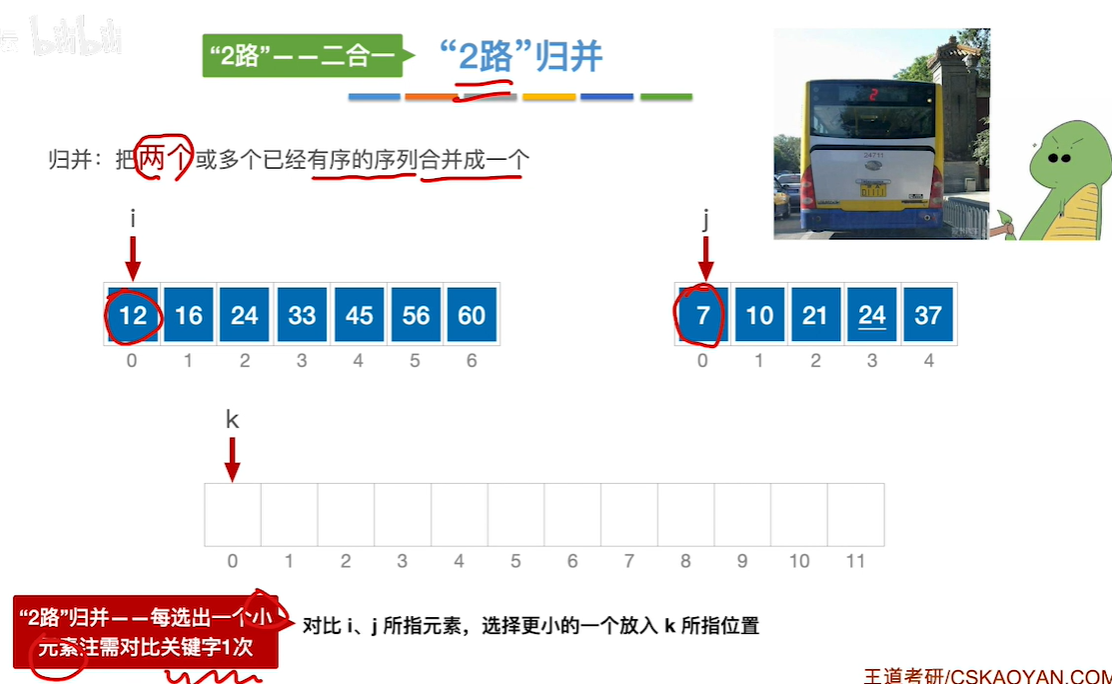 bilibili
“2路”——二合一
“2路”归并
归并：把两个或多个已经有序的序列合并成一个
2
24711
i
j
12 16 24 33 45 56 60
7 10 21 24 37
0 1 2 3 4 5 6
0 1 2 3 4
k
0 1 2 3 4 5 6 7 8 9 10 11
“2路”归并——每选出一个小
元素注需对比关键字1次
对比 i、j 所指元素，选择更小的一个放入 k 所指位置
王道考研/CSKAOYAN.COM